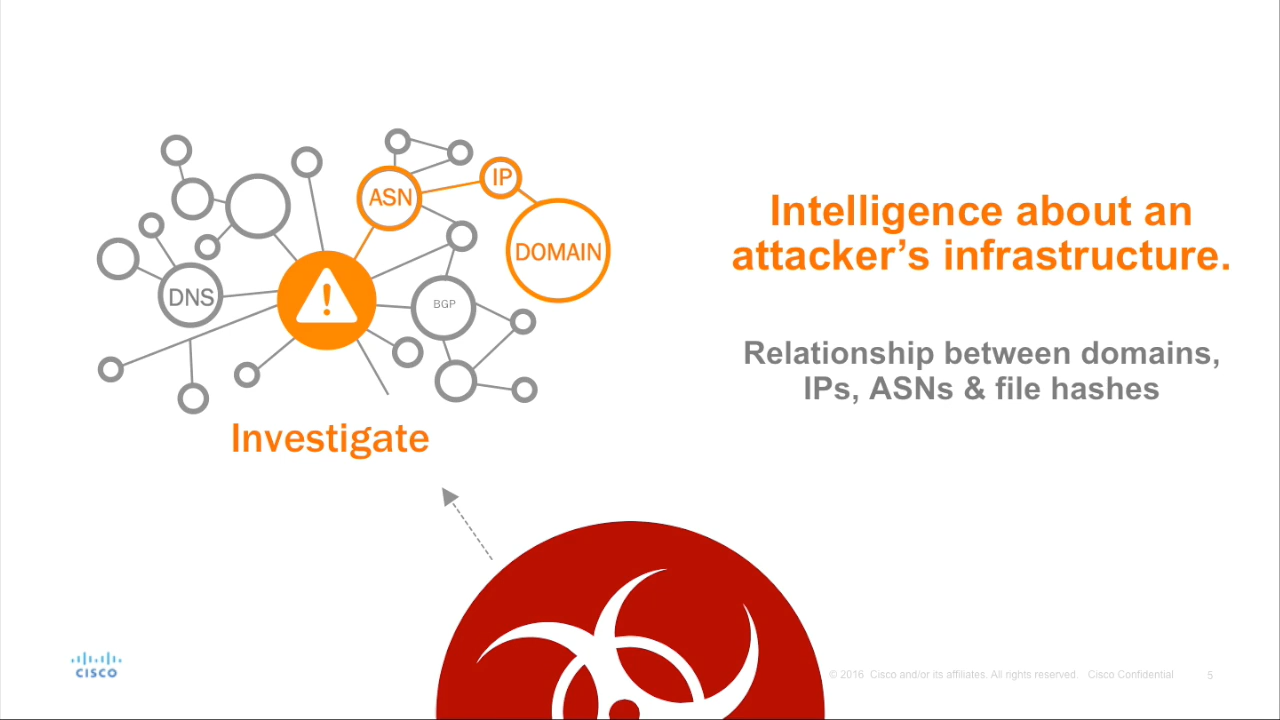 ASN
IP
DOMAIN
DNS
BGP
Investigate
Intelligence about an
attacker’s infrastructure.
Relationship between domains,
IPs, ASNs & file hashes
CISCO
© 2016 Cisco and/or its affiliates. All rights reserved. Cisco Confidential
5